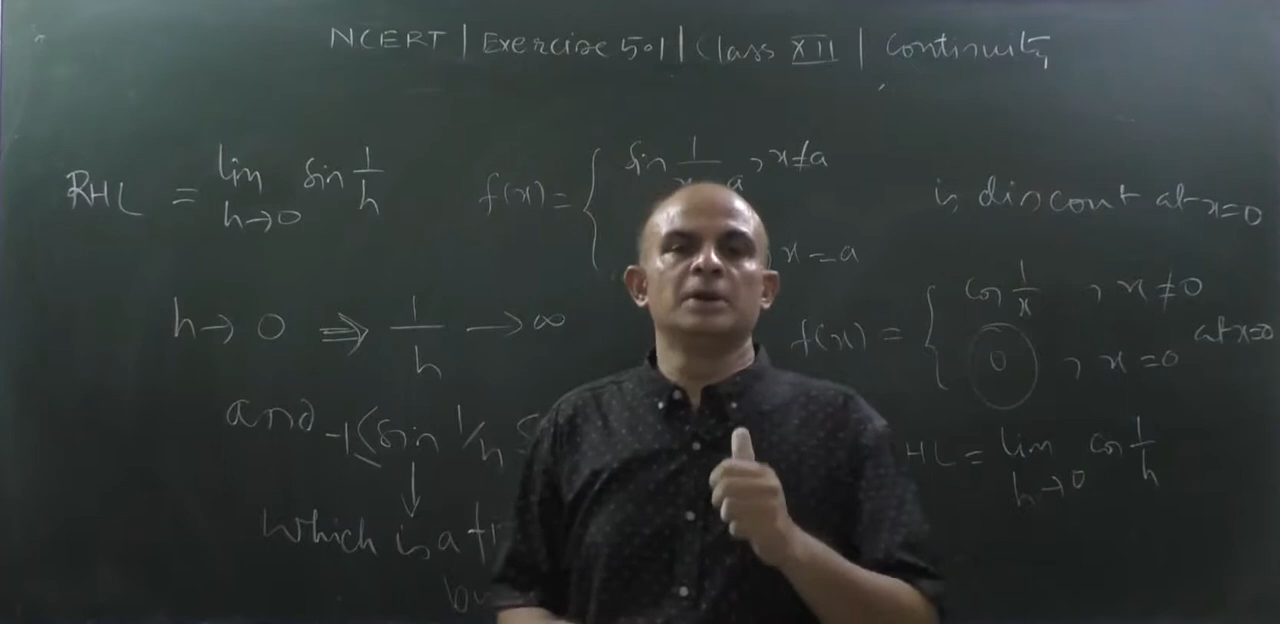 NCERT | Exercise 5.1 | Class XII | Continuity
RHL = lim h→0 sin 1/h
f(x) = { sin 1/x-a , x≠a
, x = a
is discont at x=0
h → 0 ⇒ 1/h → ∞
f(x) = { cos 1/x , x ≠ 0
0 , x = 0
at x=0
and -1 ≤ sin 1/h ≤
HL = lim h→0 cos 1/h
↓
which is a